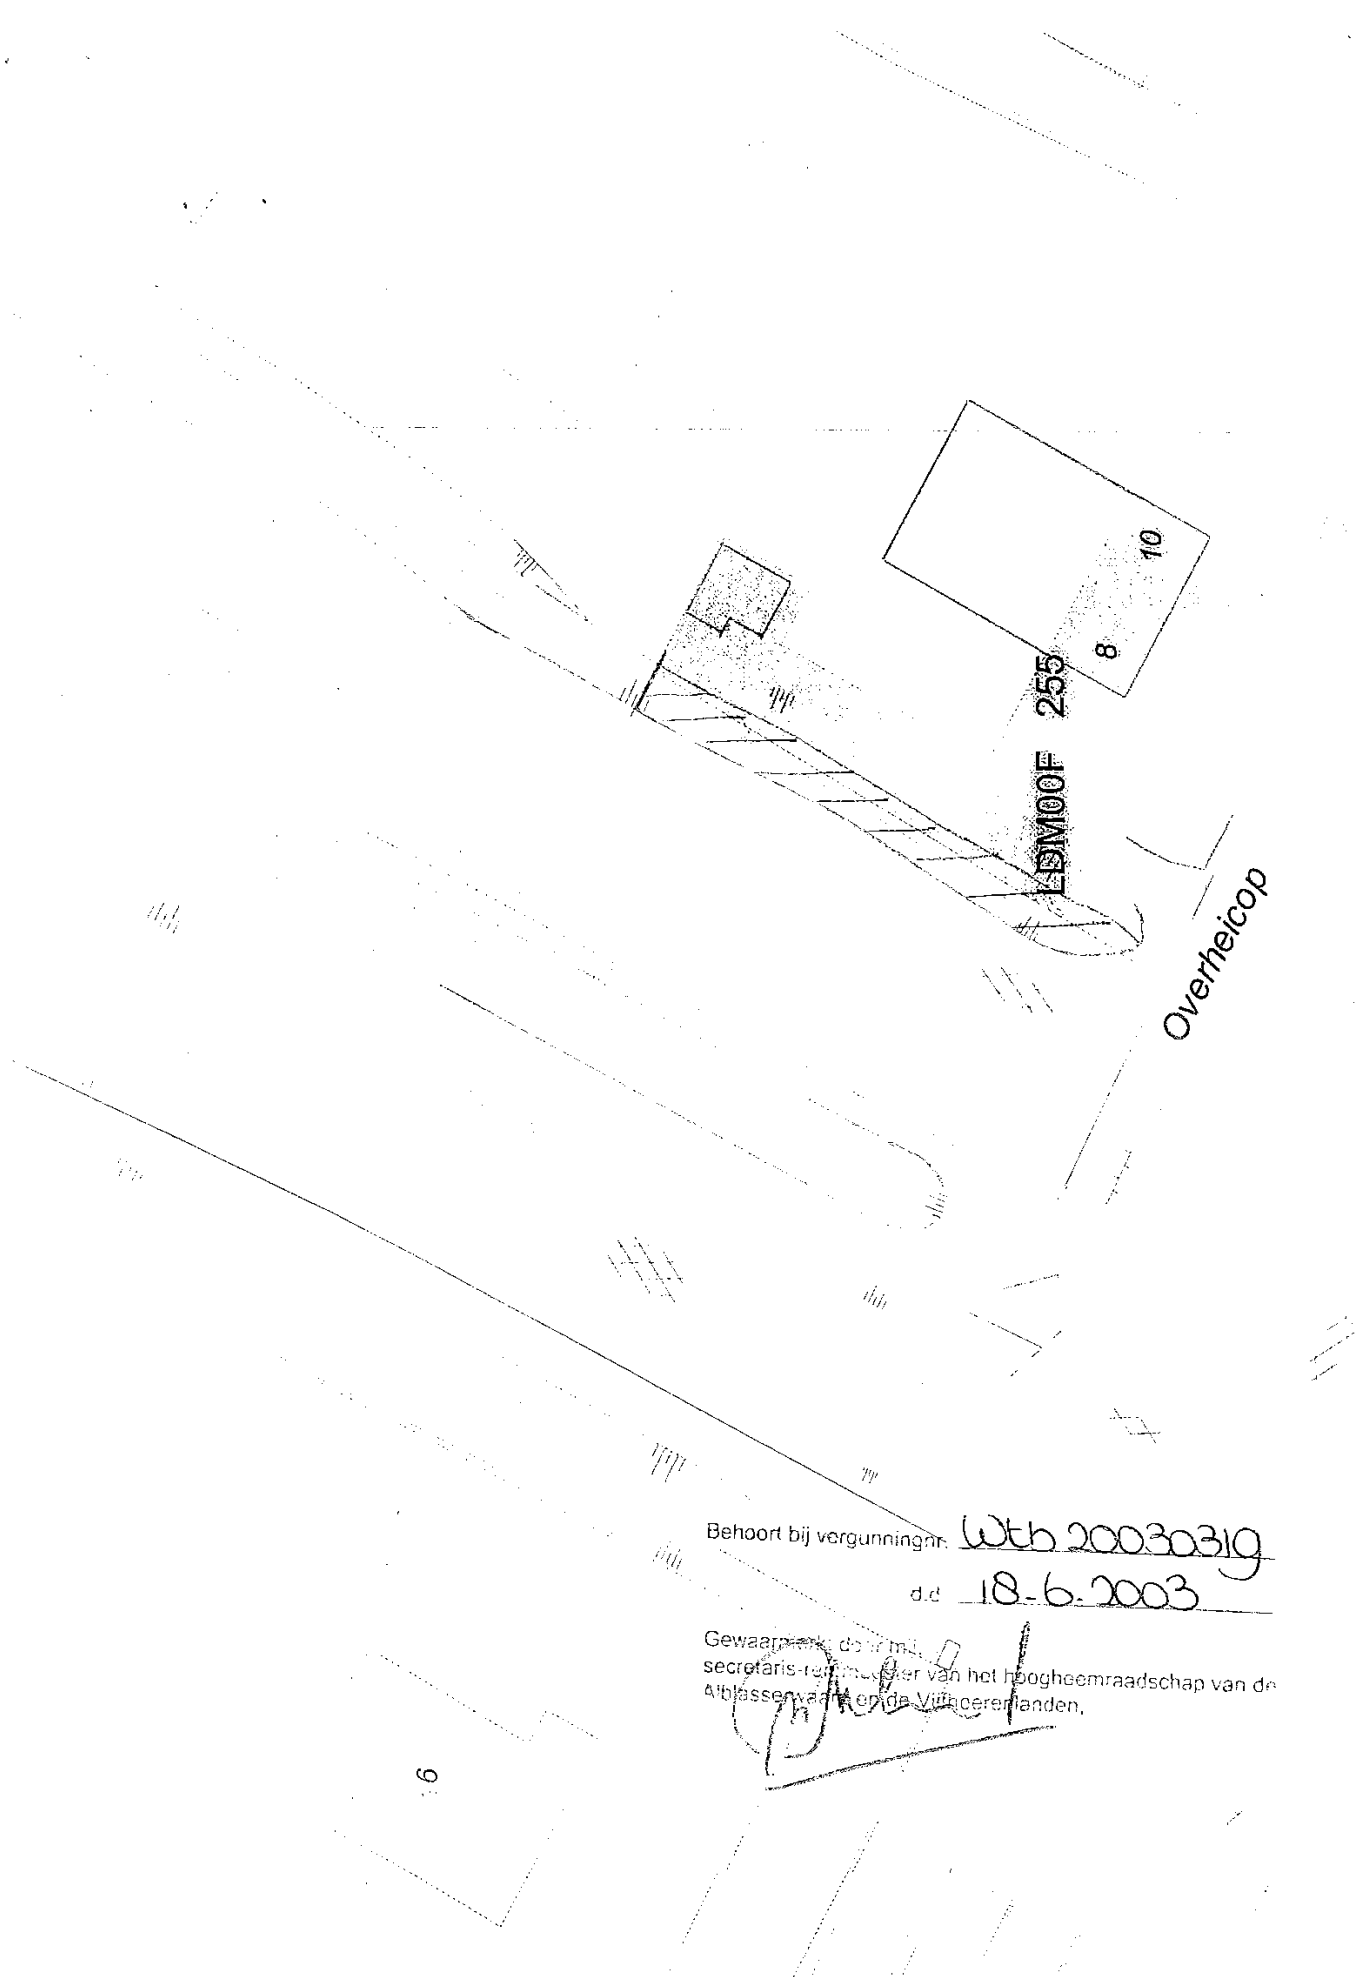 10
8
LDM00F 255
Overheicop
Behoort bij vergunningnr. Wtb 20030319
d.d 18-6-2003
Gewaarmerkt door mij,
secretaris-rentmeester van het hoogheemraadschap van de
Alblasserwaard en de Vijfheerenlanden,
6